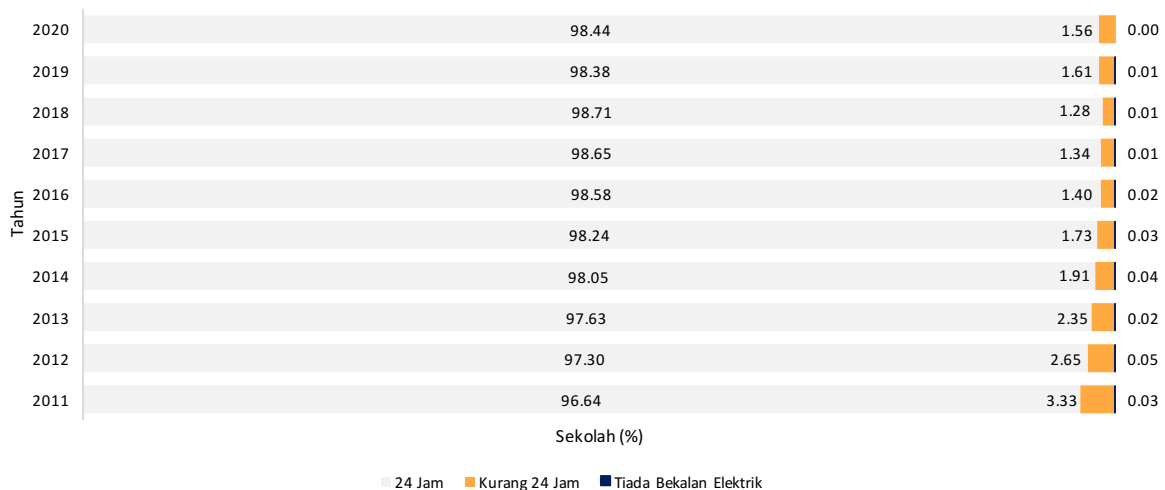 2020 98.44 1.56 0.00
2019 98.38 1.61 0.01
2018 98.71 1.28 0.01
2017 98.65 1.34 0.01
2016 98.58 1.40 0.02
2015 98.24 1.73 0.03
2014 98.05 1.91 0.04
2013 97.63 2.35 0.02
2012 97.30 2.65 0.05
2011 96.64 3.33 0.03
Tahun
Sekolah (%)
24 Jam Kurang 24 Jam Tiada Bekalan Elektrik